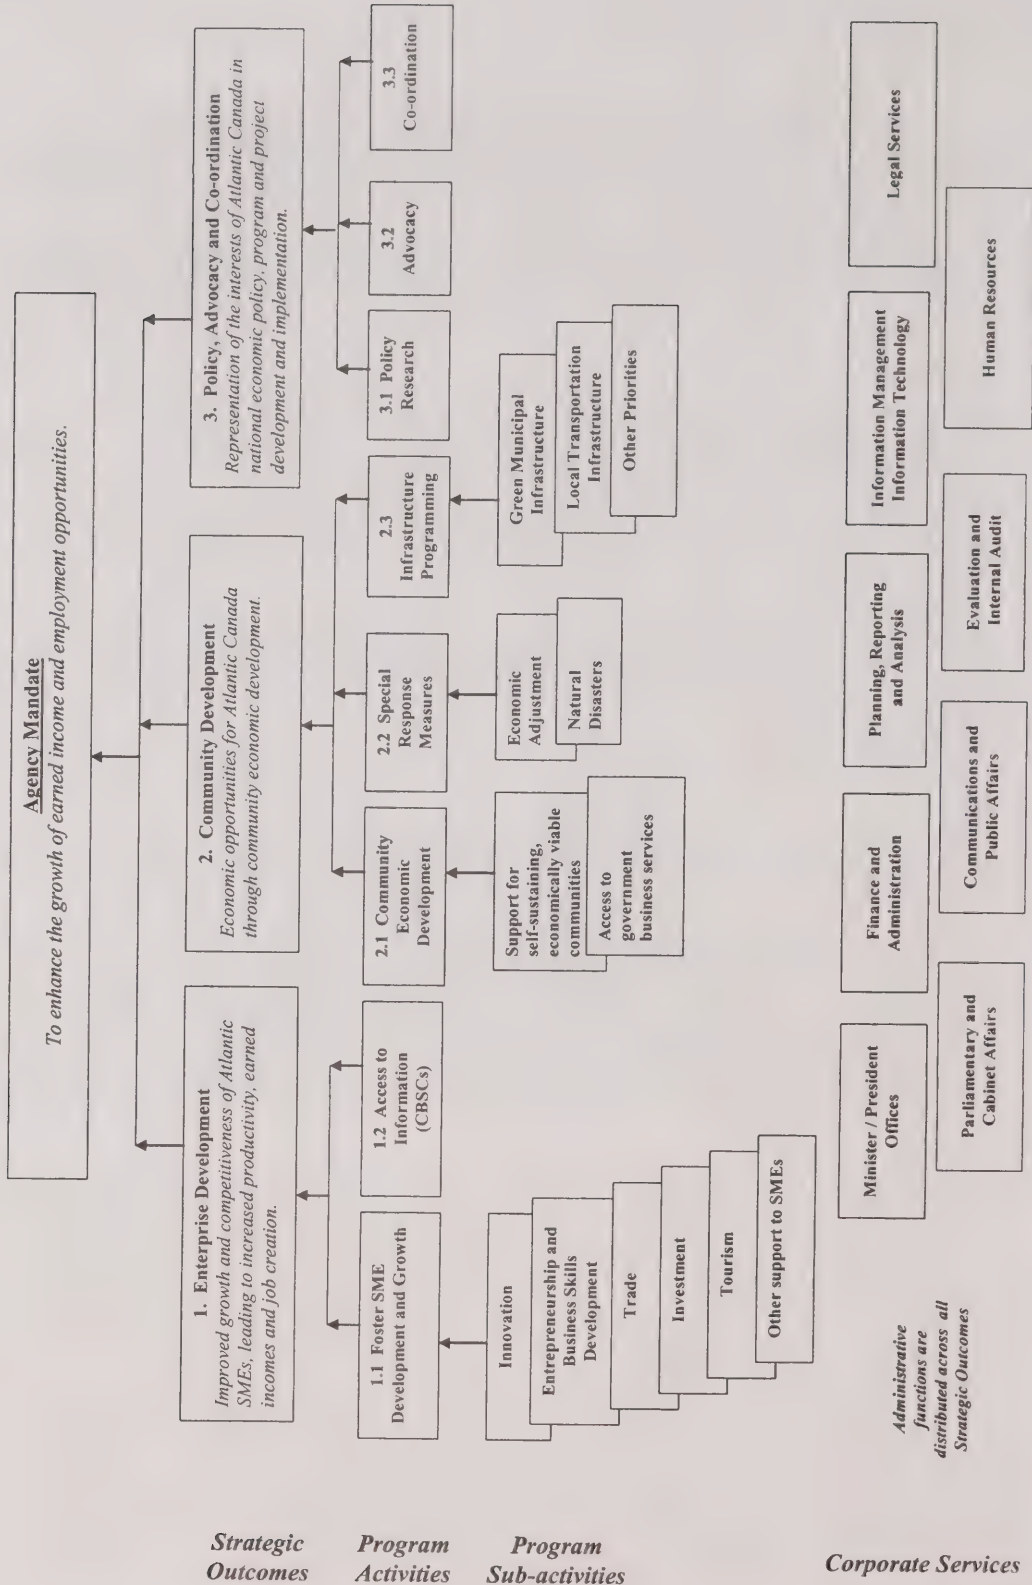 Agency Mandate
To enhance the growth of earned income and employment opportunities.
Strategic
Outcomes
1. Enterprise Development
Improved growth and competitiveness of Atlantic
SMEs, leading to increased productivity, earned
incomes and job creation.
2. Community Development
Economic opportunities for Atlantic Canada
through community economic development.
3. Policy, Advocacy and Co-ordination
Representation of the interests of Atlantic Canada in
national economic policy, program and project
development and implementation.
Program
Activities
1.1 Foster SME
Development and Growth
1.2 Access to
Information
(CBSCs)
2.1 Community
Economic
Development
2.2 Special
Response
Measures
2.3
Infrastructure
Programming
3.1 Policy
Research
3.2
Advocacy
3.3
Co-ordination
Program
Sub-activities
Innovation
Entrepreneurship and
Business Skills
Development
Trade
Investment
Tourism
Other support to SMEs
Support for
self-sustaining,
economically viable
communities
Access to
government
business services
Economic
Adjustment
Natural
Disasters
Green Municipal
Infrastructure
Local Transportation
Infrastructure
Other Priorities
Corporate Services
Administrative
functions are
distributed across all
Strategic Outcomes
Minister / President
Offices
Finance and
Administration
Planning, Reporting
and Analysis
Information Management
Information Technology
Legal Services
Parliamentary and
Cabinet Affairs
Communications and
Public Affairs
Evaluation and
Internal Audit
Human Resources